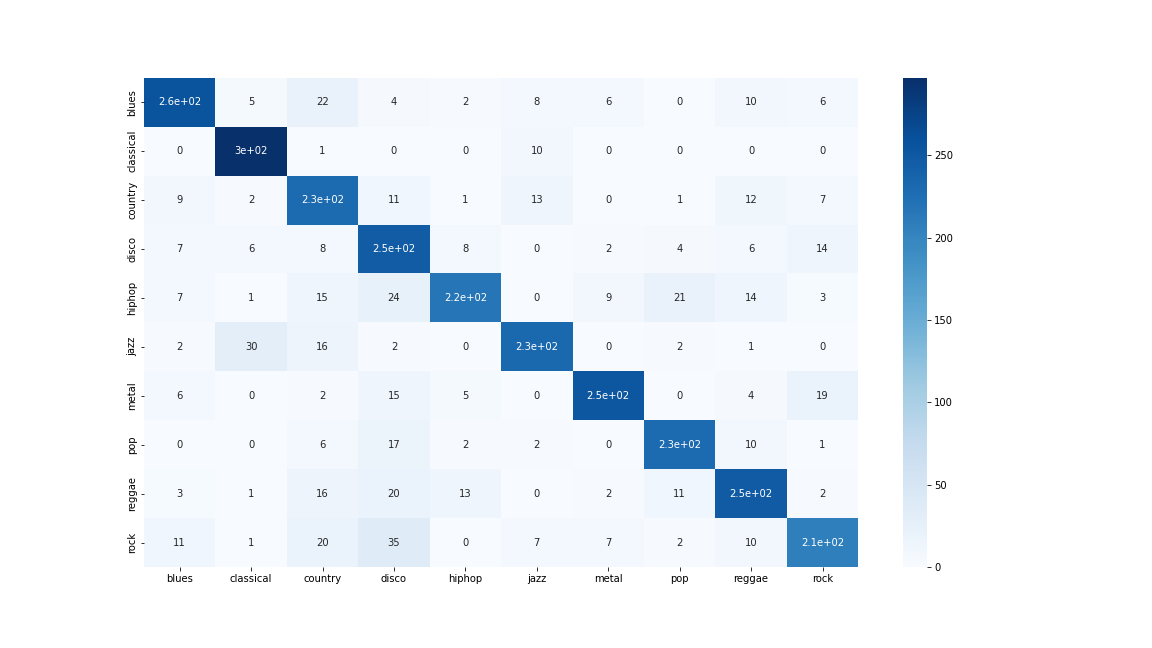 blues 2.6e+02 5 22 4 2 8 6 0 10 6
classical 0 3e+02 1 0 0 10 0 0 0 0
250
country 9 2 2.3e+02 11 1 13 0 1 12 7
200
disco 7 6 8 2.5e+02 8 0 2 4 6 14
hiphop 7 1 15 24 2.2e+02 0 9 21 14 3
150
jazz 2 30 16 2 0 2.3e+02 0 2 1 0
metal 6 0 2 15 5 0 2.5e+02 0 4 19
100
pop 0 0 6 17 2 2 0 2.3e+02 10 1
reggae 3 1 16 20 13 0 2 11 2.5e+02 2
50
rock 11 1 20 35 0 7 7 2 10 2.1e+02
0
blues classical country disco hiphop jazz metal pop reggae rock